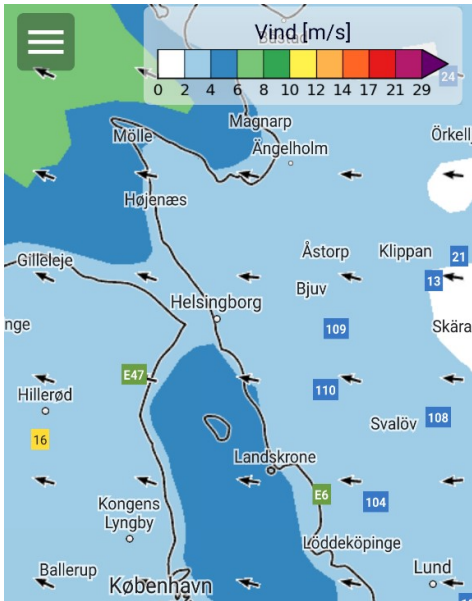 Vind [m/s]
Båstad
0 2 4 6 8 10 12 14 17 21 29
24
Magnarp
Mölle
Ängelholm
Örkell
Højenæs
Åstorp
Klippan
21
Gilleleje
13
Bjuv
Helsingborg
109
nge
Skära
E47
Hillerød
110
108
16
Svalöv
Landskrone
E6
104
Kongens
Lyngby
Löddeköpinge
Ballerup
København
Lund